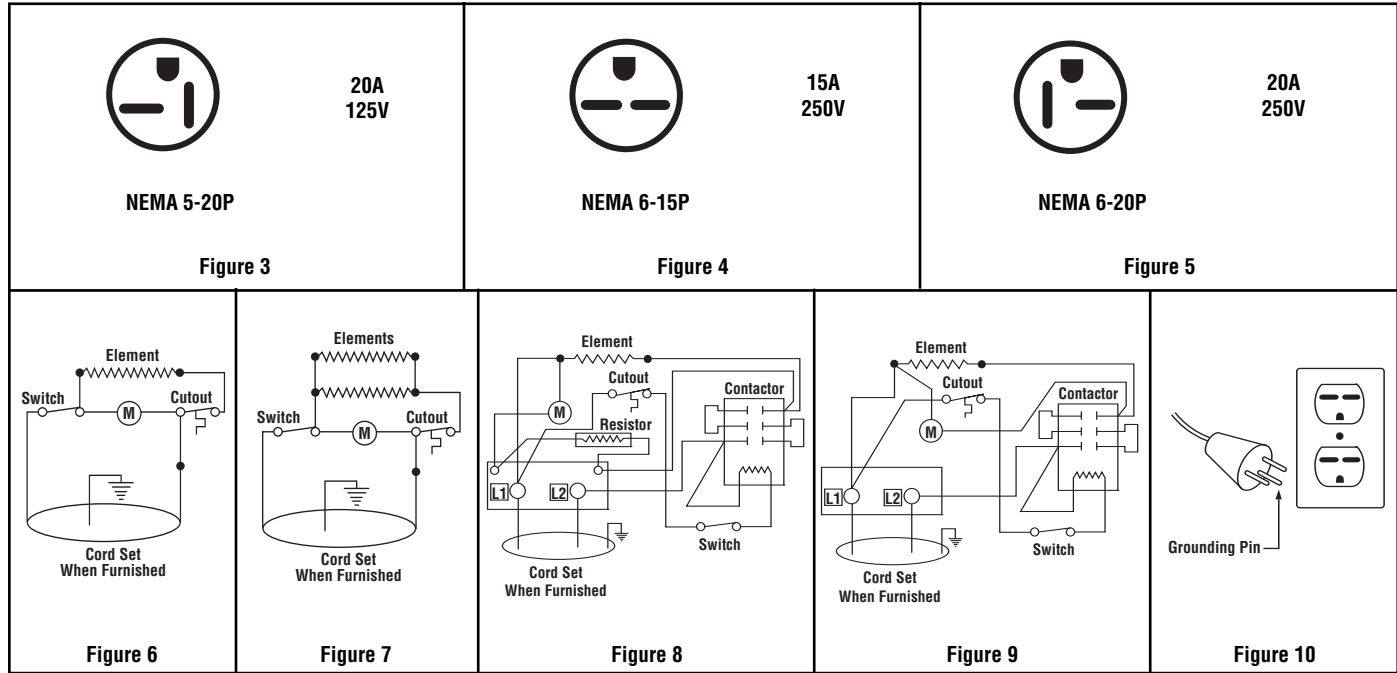 20A
125V
NEMA 5-20P
Figure 3
15A
250V
NEMA 6-15P
Figure 4
20A
250V
NEMA 6-20P
Figure 5
Element
Switch
Cutout
M
Cord Set
When Furnished
Figure 6
Elements
Switch
Cutout
M
Cord Set
When Furnished
Figure 7
Element
Cutout
Contactor
M
Resistor
L1
L2
Switch
Cord Set
When Furnished
Figure 8
Element
Cutout
Contactor
M
L1
L2
Switch
Cord Set
When Furnished
Figure 9
Grounding Pin
Figure 10